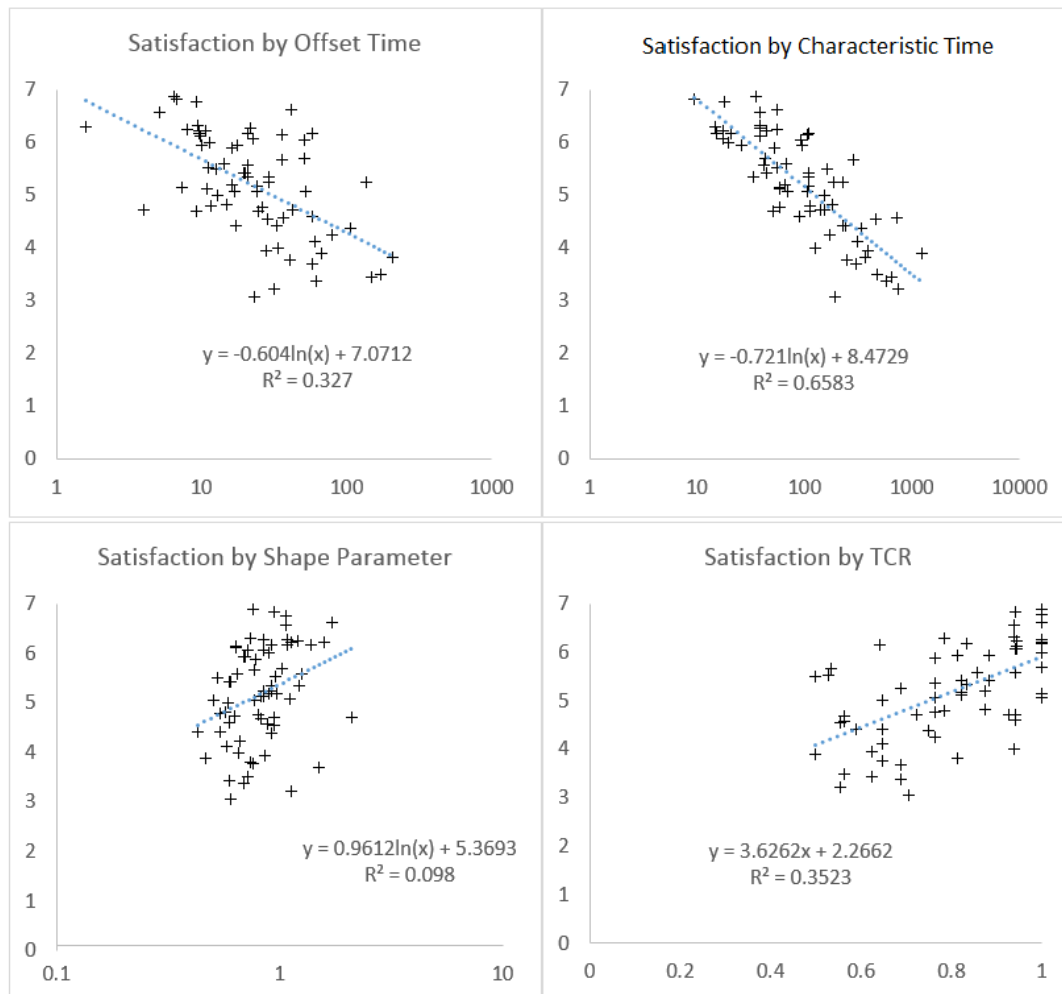 Satisfaction by Offset Time
7
6
5
4
3
2
1
0
y = -0.604ln(x) + 7.0712
R² = 0.327
1 10 100 1000
Satisfaction by Characteristic Time
7
6
5
4
3
2
1
0
y = -0.721ln(x) + 8.4729
R² = 0.6583
1 10 100 1000 10000
Satisfaction by Shape Parameter
7
6
5
4
3
2
1
0
y = 0.9612ln(x) + 5.3693
R² = 0.098
0.1 1 10
Satisfaction by TCR
7
6
5
4
3
2
1
0
y = 3.6262x + 2.2662
R² = 0.3523
0 0.2 0.4 0.6 0.8 1